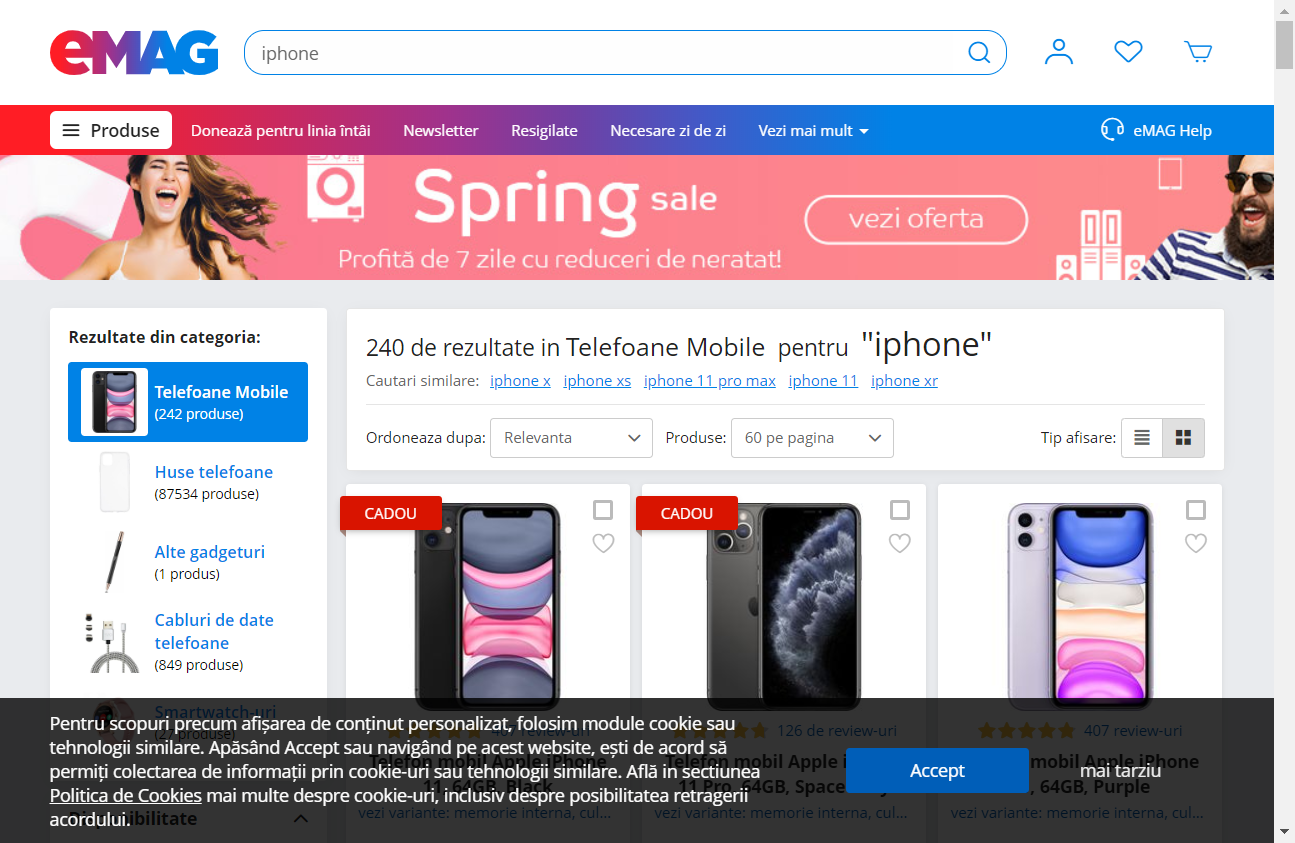 eMAG
iphone
Produse
Donează pentru linia întâi
Newsletter
Resigilate
Necesare zi de zi
Vezi mai mult
eMAG Help
Spring sale
Profită de 7 zile cu reduceri de neratat!
vezi oferta
Rezultate din categoria:
Telefoane Mobile
(242 produse)
Huse telefoane
(87534 produse)
Alte gadgeturi
(1 produs)
Cabluri de date
telefoane
(849 produse)
Smartwatch-uri
(27 produse)
Disponibilitate
240 de rezultate in Telefoane Mobile pentru "iphone"
Cautari similare: iphone x iphone xs iphone 11 pro max iphone 11 iphone xr
Ordoneaza dupa: Relevanta
Produse: 60 pe pagina
Tip afisare:
CADOU
407 review-uri
Telefon mobil Apple iPhone
11, 64GB, Black
vezi variante: memorie interna, cul...
CADOU
126 de review-uri
Telefon mobil Apple
11 Pro, 64GB, Space
vezi variante: memorie interna, cul...
407 review-uri
mobil Apple iPhone
64GB, Purple
vezi variante: memorie interna, cul...
Pentru scopuri precum afișarea de conținut personalizat, folosim module cookie sau
tehnologii similare. Apăsând Accept sau navigând pe acest website, ești de acord să
permiți colectarea de informații prin cookie-uri sau tehnologii similare. Află in sectiunea
Politica de Cookies mai multe despre cookie-uri, inclusiv despre posibilitatea retragerii
acordului.
Accept
mai tarziu